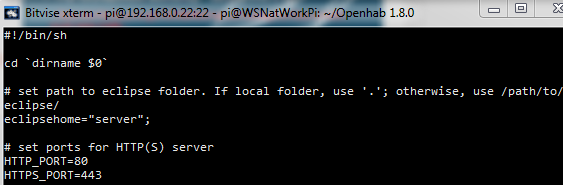 Bitvise xterm - pi@192.168.0.22:22 - pi@WSNatWorkPi: ~/Openhab 1.8.0
#!/bin/sh
cd `dirname $0`
# set path to eclipse folder. If local folder, use '.'; otherwise, use /path/to/
eclipse/
eclipsehome="server";
# set ports for HTTP(S) server
HTTP_PORT=80
HTTPS_PORT=443